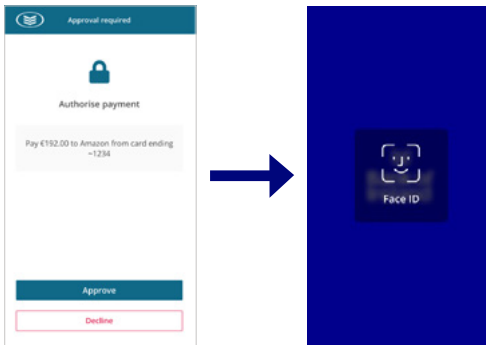 Approval required
Authorise payment
Pay €192.00 to Amazon from card ending
~1234
Approve
Decline
Face ID